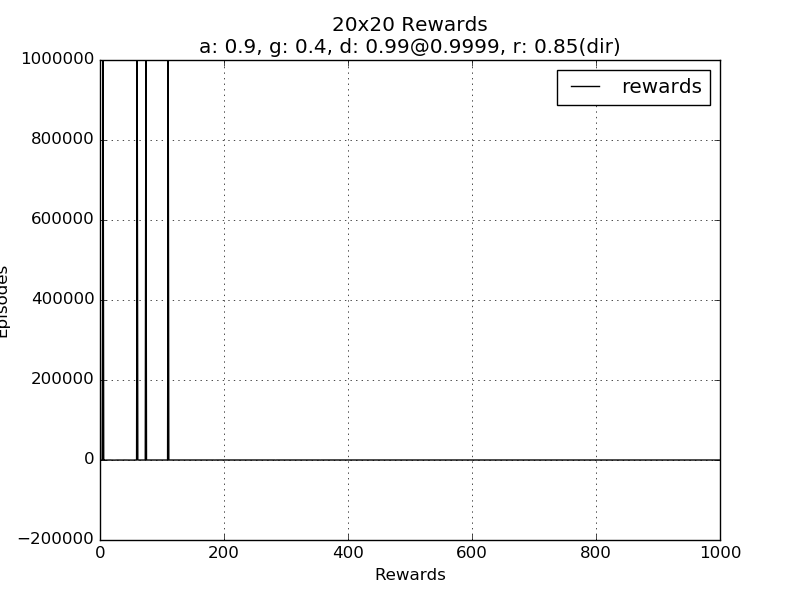 20x20 Rewards
a: 0.9, g: 0.4, d: 0.99@0.9999, r: 0.85(dir)
rewards
1000000
800000
600000
400000
200000
0
−200000
Episodes
0 200 400 600 800 1000
Rewards